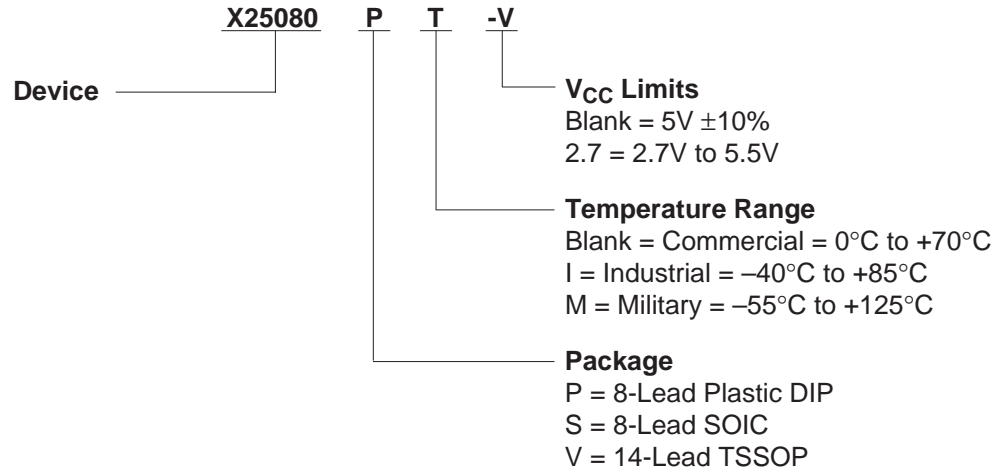 X25080 P T -V
Device
VCC Limits
Blank = 5V ±10%
2.7 = 2.7V to 5.5V
Temperature Range
Blank = Commercial = 0°C to +70°C
I = Industrial = –40°C to +85°C
M = Military = –55°C to +125°C
Package
P = 8-Lead Plastic DIP
S = 8-Lead SOIC
V = 14-Lead TSSOP